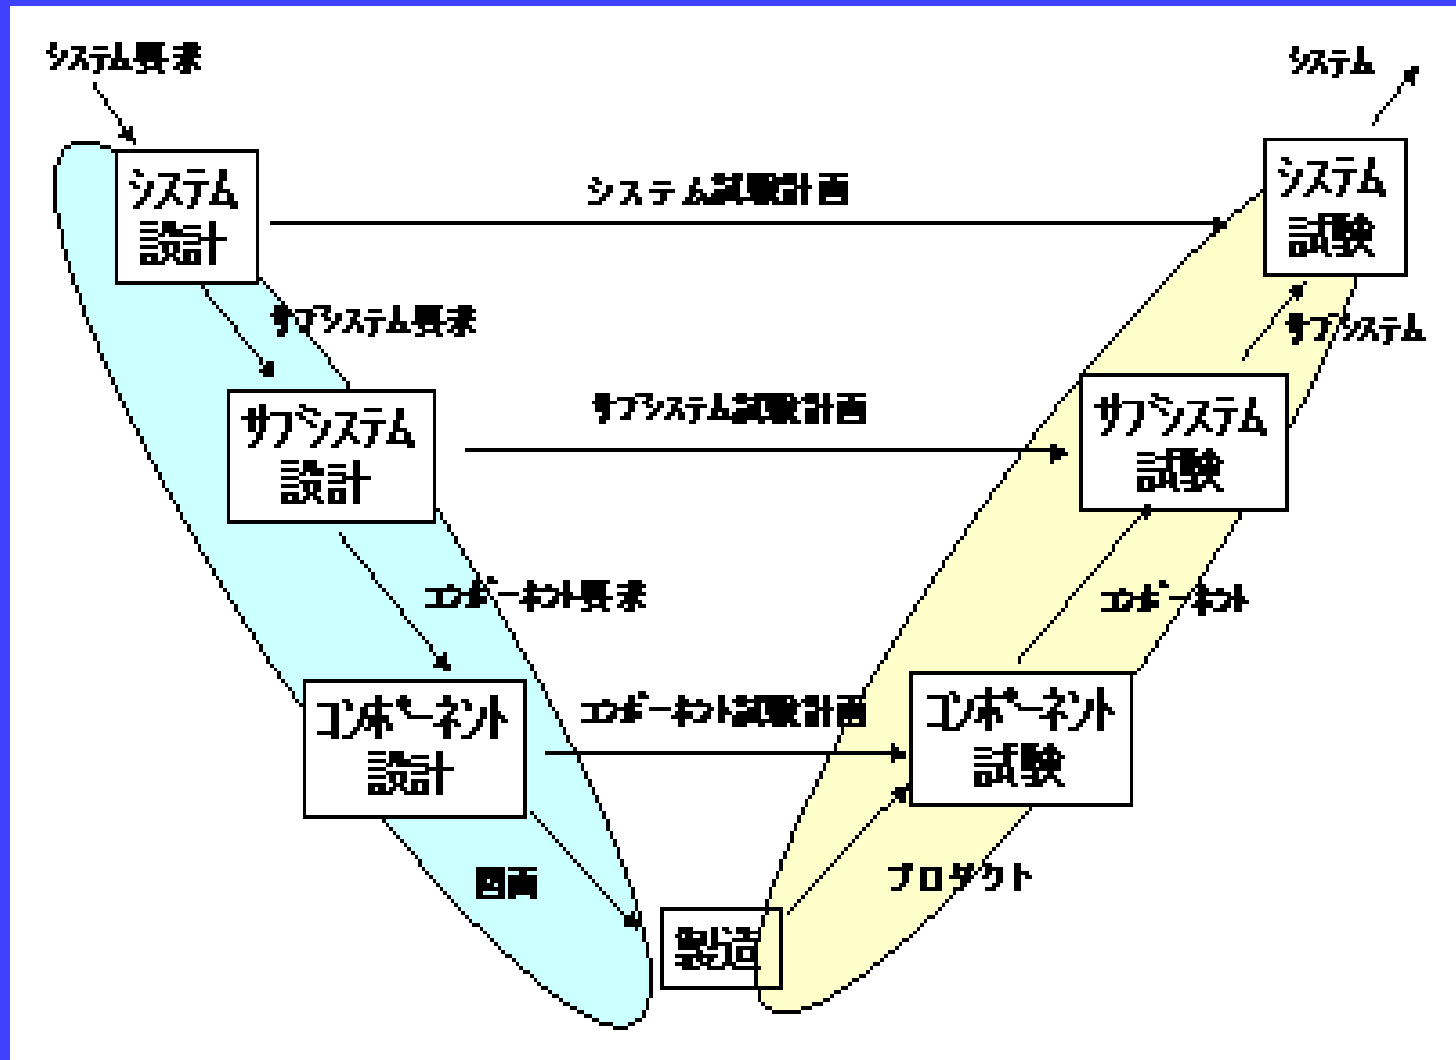 システム要求
システム
システム
設計
システム試験計画
システム
試験
サブシステム要求
サブシステム
サブシステム
設計
サブシステム試験計画
サブシステム
試験
コンポーネント要求
コンポーネント
コンポーネント
設計
コンポーネント試験計画
コンポーネント
試験
図面
プロダクト
製造